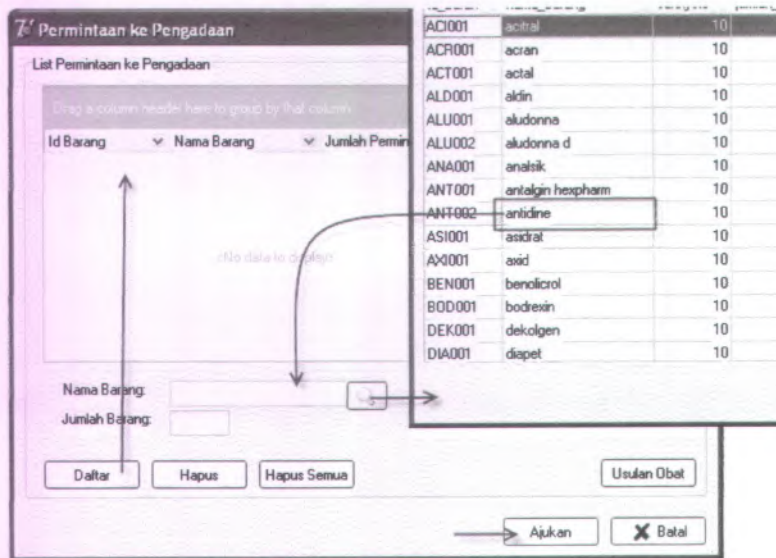 Permintaan ke Pengadaan
List Permintaan ke Pengadaan
Drag a column header here to group by that column
Id Barang Nama Barang Jumlah Permin
<No data to display>
Nama Barang:
Jumlah Barang:
Daftar Hapus Hapus Semua Usulan Obat
Ajukan Batal
ACI001 acitral 10
ACR001 acran 10
ACT001 actal 10
ALD001 aldin 10
ALU001 aludonna 10
ALU002 aludonna d 10
ANA001 analsik 10
ANT001 antalgin hexpharm 10
ANT002 antidine 10
ASI001 asidrat 10
AXI001 axid 10
BEN001 benolicrol 10
BOD001 bodrexin 10
DEK001 dekolgen 10
DIA001 diapet 10